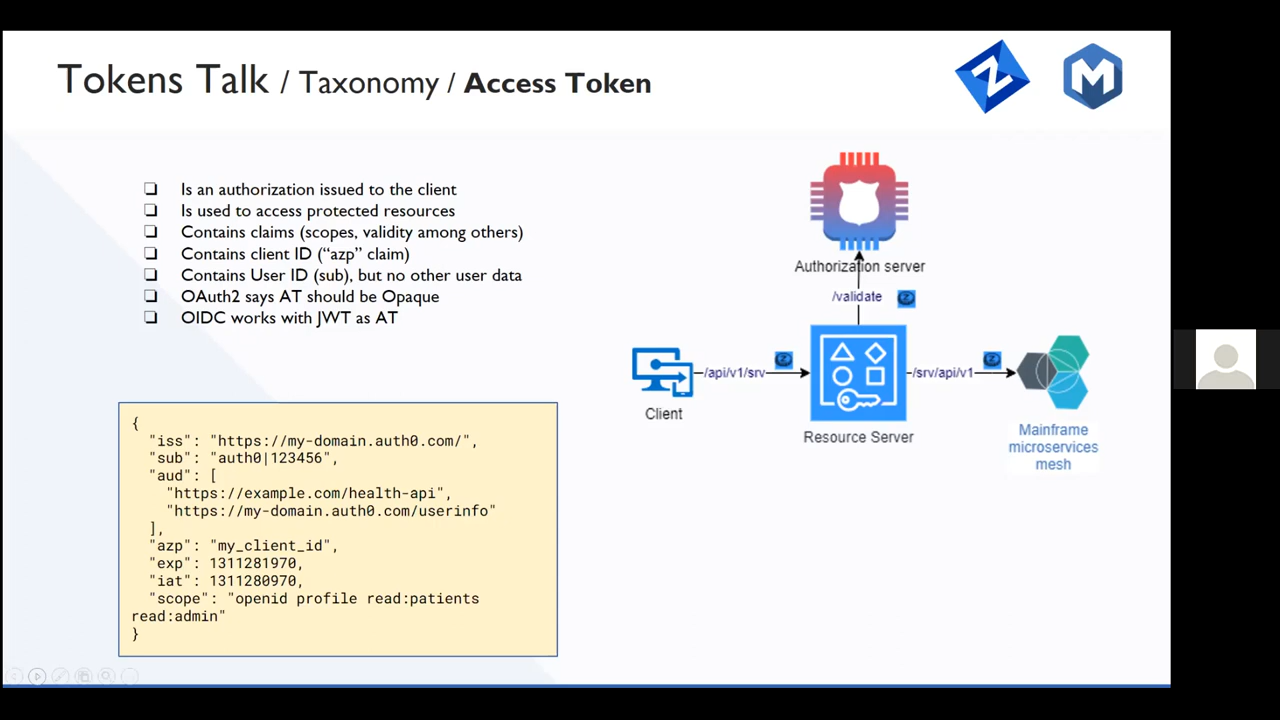 Tokens Talk / Taxonomy / Access Token
Z
M
❏ Is an authorization issued to the client
❏ Is used to access protected resources
❏ Contains claims (scopes, validity among others)
❏ Contains client ID (“azp” claim)
❏ Contains User ID (sub), but no other user data
❏ OAuth2 says AT should be Opaque
❏ OIDC works with JWT as AT
{
"iss": "https://my-domain.auth0.com/",
"sub": "auth0|123456",
"aud": [
"https://example.com/health-api",
"https://my-domain.auth0.com/userinfo"
],
"azp": "my_client_id",
"exp": 1311281970,
"iat": 1311280970,
"scope": "openid profile read:patients
read:admin"
}
Authorization server
/validate
Client
/api/v1/srv
Resource Server
/srv/api/v1
Mainframe
microservices
mesh